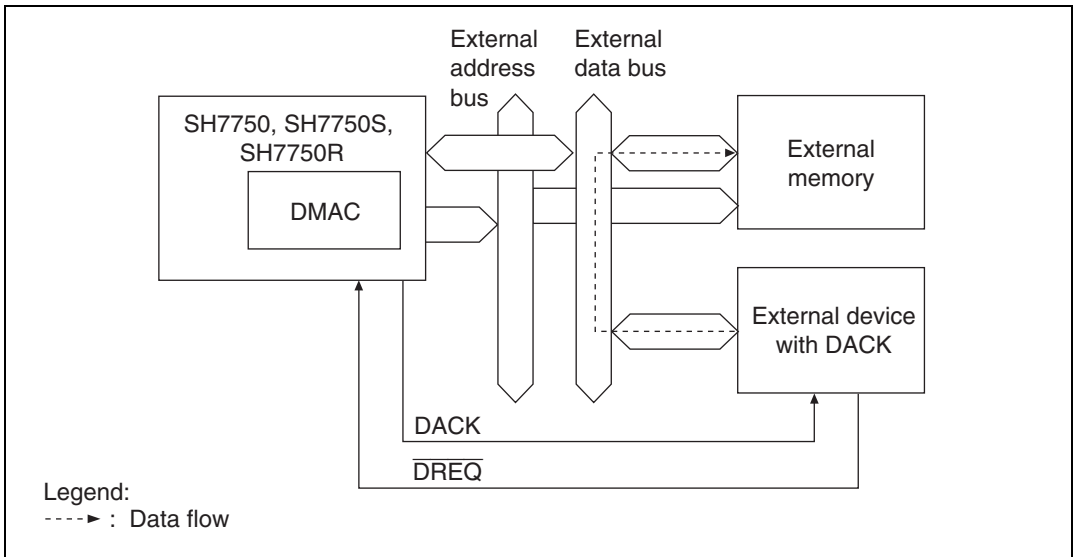 External
address
bus
External
data bus
SH7750, SH7750S,
SH7750R
DMAC
External
memory
External device
with DACK
DACK
D̅R̅E̅Q̅
Legend:
: Data flow